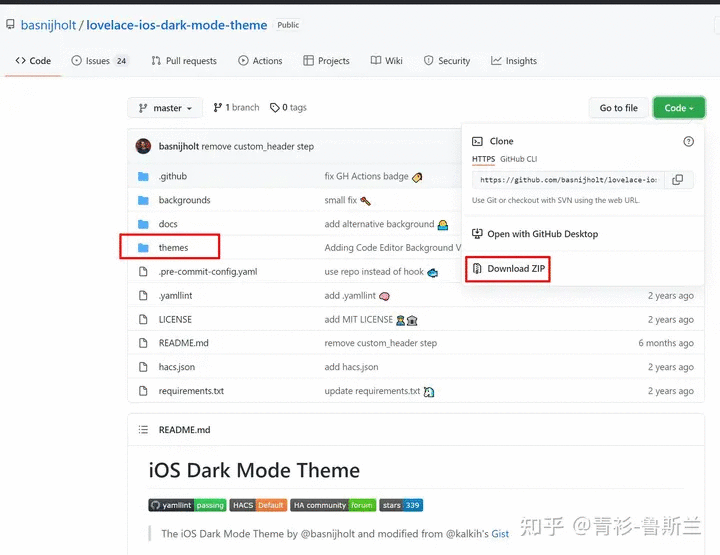 basnijholt / lovelace-ios-dark-mode-theme Public
Code Issues 24 Pull requests Actions Projects Wiki Security Insights
master 1 branch 0 tags Go to file Code
basnijholt remove custom_header step
Clone
HTTPS GitHub CLI
https://github.com/basnijholt/lovelace-io
Use Git or checkout with SVN using the web URL.
Open with GitHub Desktop
Download ZIP
.github fix GH Actions badge
backgrounds small fix
docs add alternative background
themes Adding Code Editor Background V
.pre-commit-config.yaml use repo instead of hook
.yamllint add .yamllint 2 years ago
LICENSE add MIT LICENSE 2 years ago
README.md remove custom_header step 6 months ago
hacs.json add hacs.json 2 years ago
requirements.txt update requirements.txt 2 years ago
README.md
iOS Dark Mode Theme
yamllint passing HACS Default HA community forum stars 339
The iOS Dark Mode Theme by @basnijholt and modified from @kalkih's Gist
知乎 @青衫-鲁斯兰